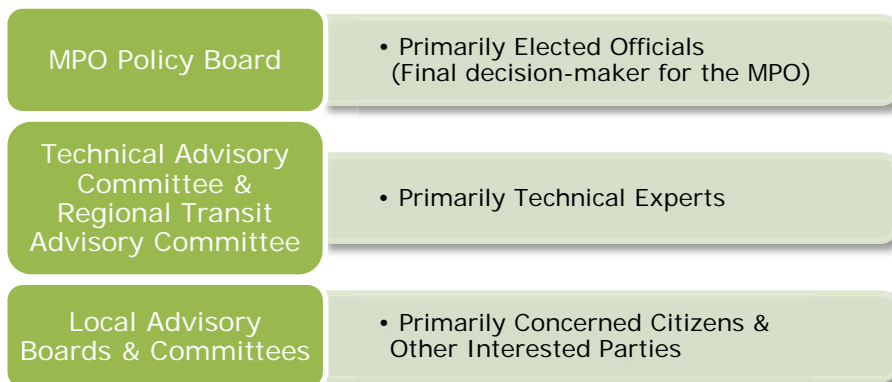 MPO Policy Board
• Primarily Elected Officials
(Final decision-maker for the MPO)
Technical Advisory
Committee &
Regional Transit
Advisory Committee
• Primarily Technical Experts
Local Advisory
Boards & Committees
• Primarily Concerned Citizens &
Other Interested Parties